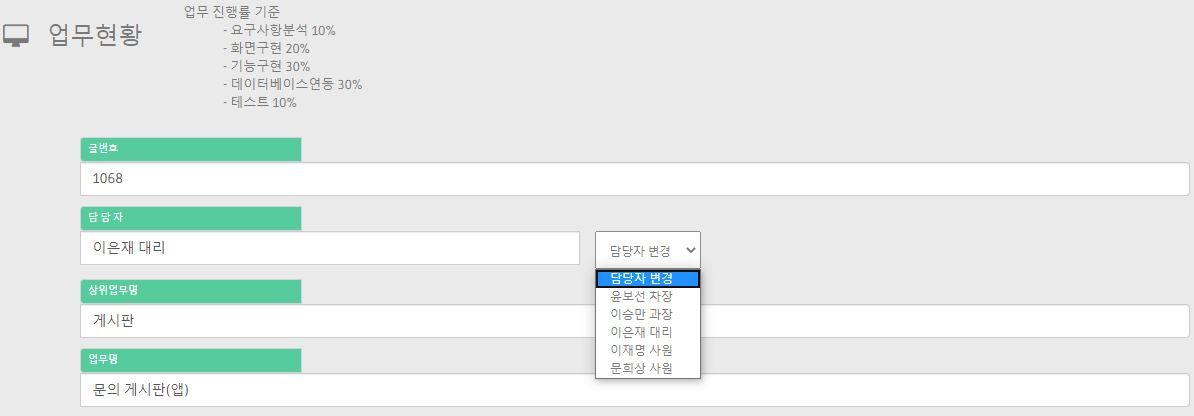 업무현황
업무 진행률 기준
- 요구사항분석 10%
- 화면구현 20%
- 기능구현 30%
- 데이터베이스연동 30%
- 테스트 10%
글번호
1068
담 당 자
이은재 대리
담당자 변경
담당자 변경
윤보선 차장
이승만 과장
이은재 대리
이재명 사원
문희상 사원
상위업무명
게시판
업무명
문의 게시판(앱)